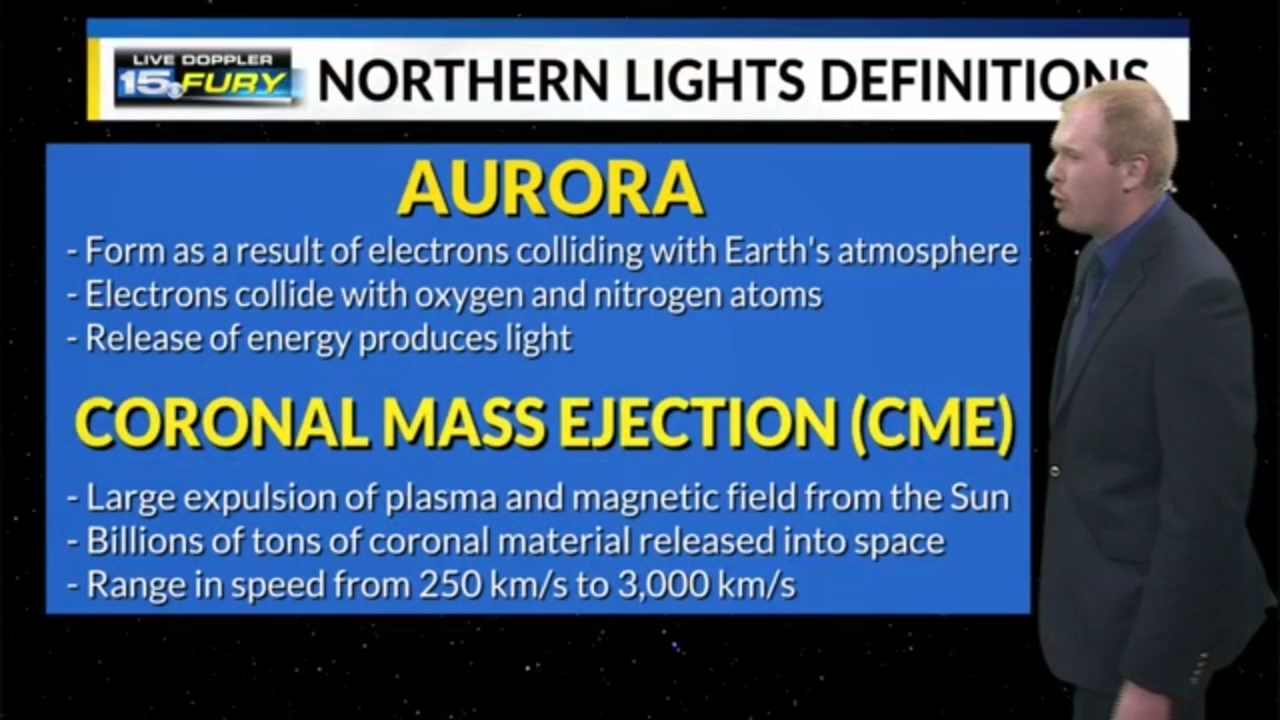 LIVE DOPPLER
15 FURY
NORTHERN LIGHTS DEFINITIONS
AURORA
- Form as a result of electrons colliding with Earth's atmosphere
- Electrons collide with oxygen and nitrogen atoms
- Release of energy produces light
CORONAL MASS EJECTION (CME)
- Large expulsion of plasma and magnetic field from the Sun
- Billions of tons of coronal material released into space
- Range in speed from 250 km/s to 3,000 km/s